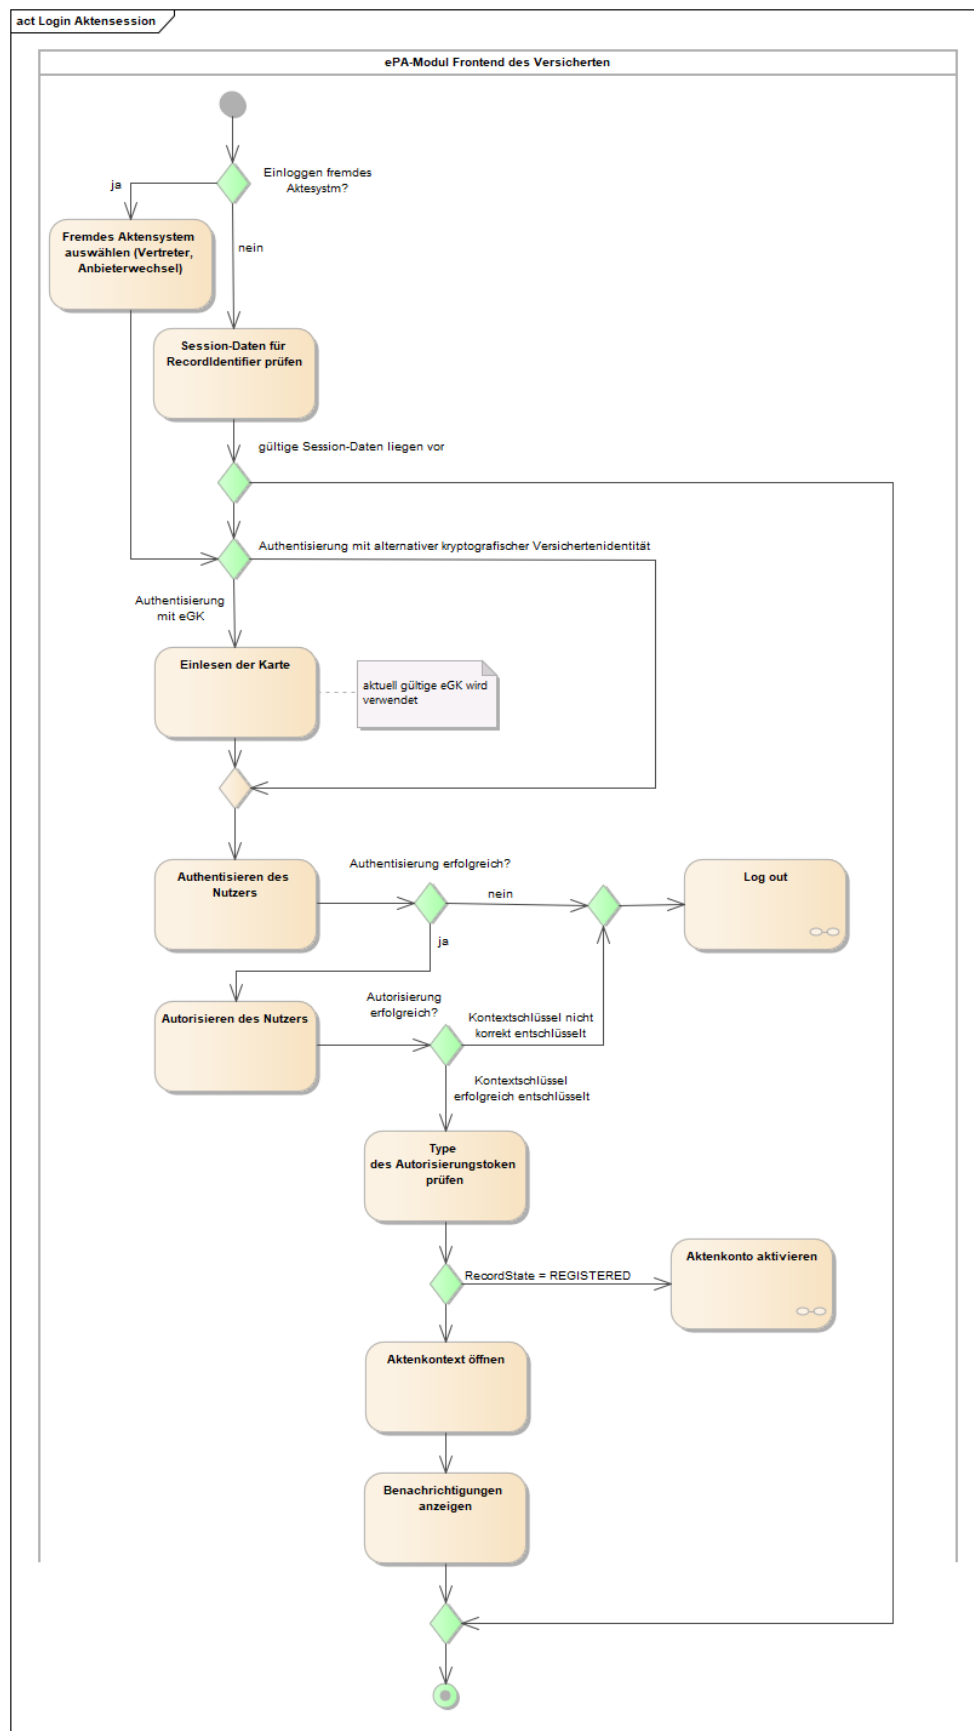 act Login Aktensession
ePA-Modul Frontend des Versicherten
Einloggen fremdes
Aktesystm?
ja
Fremdes Aktensystem
auswählen (Vertreter,
Anbieterwechsel)
nein
Session-Daten für
RecordIdentifier prüfen
gültige Session-Daten liegen vor
Authentisierung mit alternativer kryptografischer Versichertenidentität
Authentisierung
mit eGK
Einlesen der Karte
aktuell gültige eGK wird
verwendet
Authentisieren des
Nutzers
Authentisierung erfolgreich?
nein
Log out
ja
Autorisieren des Nutzers
Autorisierung
erfolgreich?
Kontextschlüssel nicht
korrekt entschlüsselt
Kontextschlüssel
erfolgreich entschlüsselt
Type
des Autorisierungstoken
prüfen
RecordState = REGISTERED
Aktenkonto aktivieren
Aktenkontext öffnen
Benachrichtigungen
anzeigen